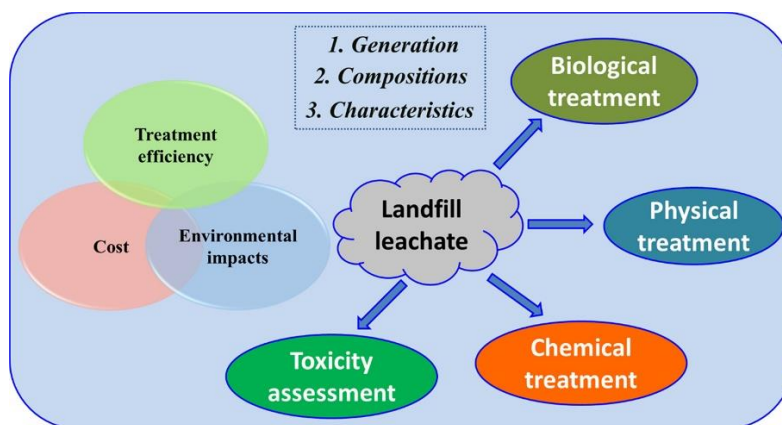 1. Generation
2. Compositions
3. Characteristics
Biological
treatment
Treatment
efficiency
Cost
Environmental
impacts
Landfill
leachate
Physical
treatment
Toxicity
assessment
Chemical
treatment